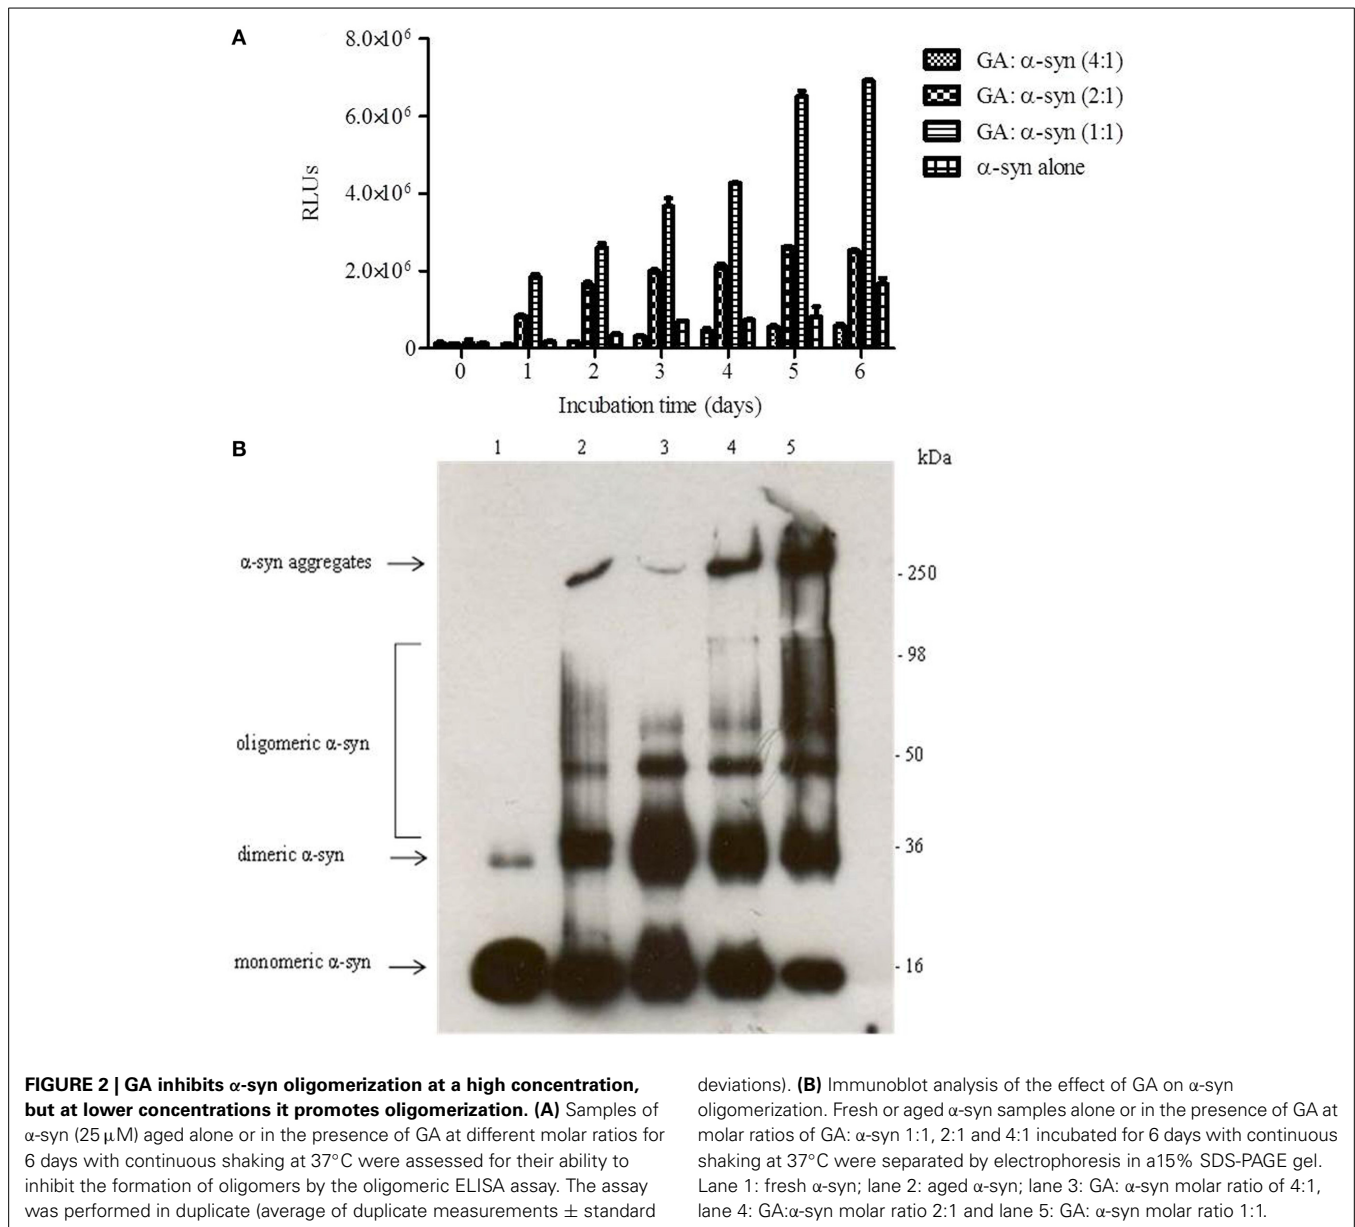 A
8.0×10⁶
6.0×10⁶
4.0×10⁶
2.0×10⁶
0
RLUs
0 1 2 3 4 5 6
Incubation time (days)
GA: α-syn (4:1)
GA: α-syn (2:1)
GA: α-syn (1:1)
α-syn alone
B
1 2 3 4 5
kDa
α-syn aggregates
oligomeric α-syn
dimeric α-syn
monomeric α-syn
- 250
- 98
- 50
- 36
- 16
FIGURE 2 | GA inhibits α-syn oligomerization at a high concentration,
but at lower concentrations it promotes oligomerization. (A) Samples of
α-syn (25 μM) aged alone or in the presence of GA at different molar ratios for
6 days with continuous shaking at 37°C were assessed for their ability to
inhibit the formation of oligomers by the oligomeric ELISA assay. The assay
was performed in duplicate (average of duplicate measurements ± standard
deviations). (B) Immunoblot analysis of the effect of GA on α-syn
oligomerization. Fresh or aged α-syn samples alone or in the presence of GA at
molar ratios of GA: α-syn 1:1, 2:1 and 4:1 incubated for 6 days with continuous
shaking at 37°C were separated by electrophoresis in a15% SDS-PAGE gel.
Lane 1: fresh α-syn; lane 2: aged α-syn; lane 3: GA: α-syn molar ratio of 4:1,
lane 4: GA:α-syn molar ratio 2:1 and lane 5: GA: α-syn molar ratio 1:1.